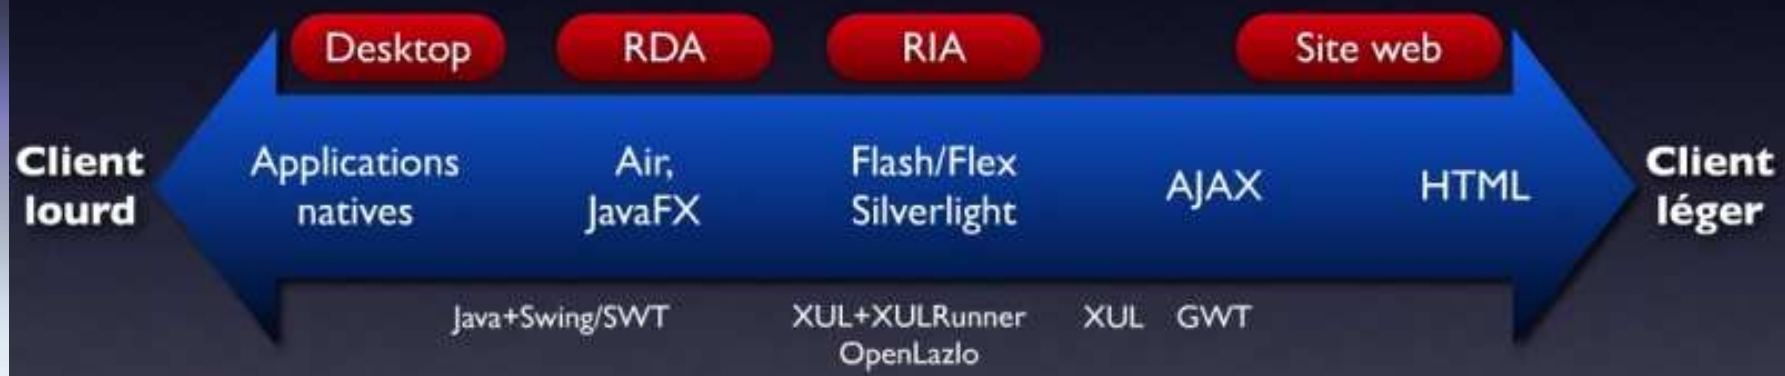 Desktop
RDA
RIA
Site web
Client
lourd
Applications
natives
Air,
JavaFX
Flash/Flex
Silverlight
AJAX
HTML
Client
léger
Java+Swing/SWT
XUL+XULRunner
OpenLazlo
XUL
GWT